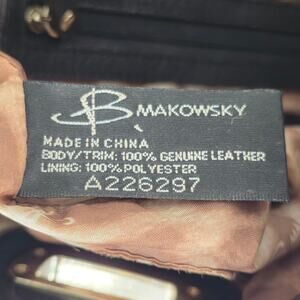 B MAKOWSKY
MADE IN CHINA
BODY/TRIM: 100% GENUINE LEATHER
LINING: 100% POLYESTER
A226297